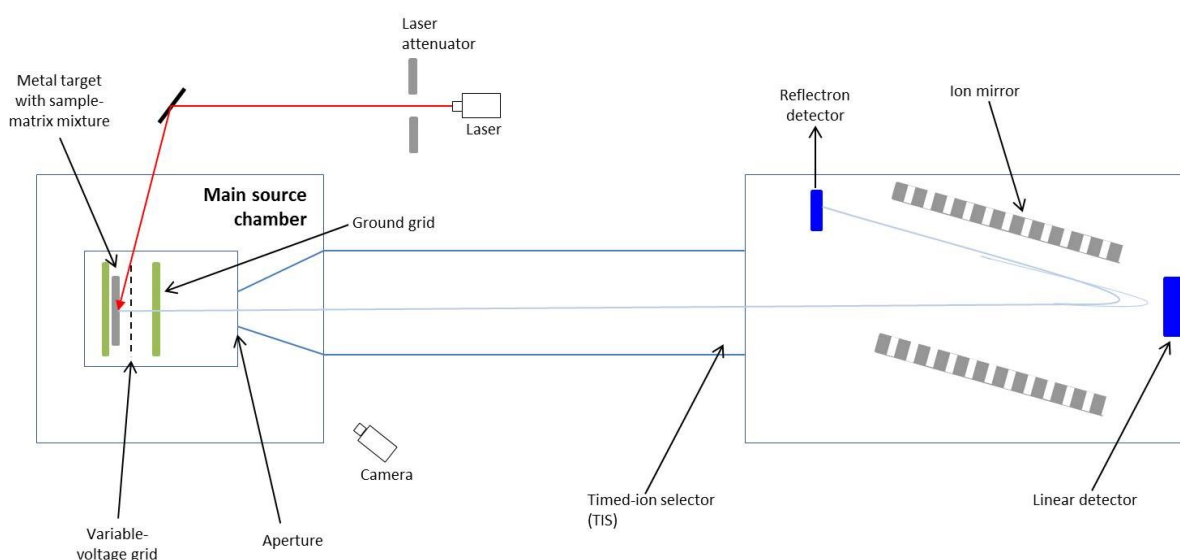 Laser
attenuator
Metal target
with sample-
matrix mixture
Laser
Reflectron
detector
Ion mirror
Main source
chamber
Ground grid
Camera
Timed-ion selector
(TIS)
Linear detector
Variable-
voltage grid
Aperture